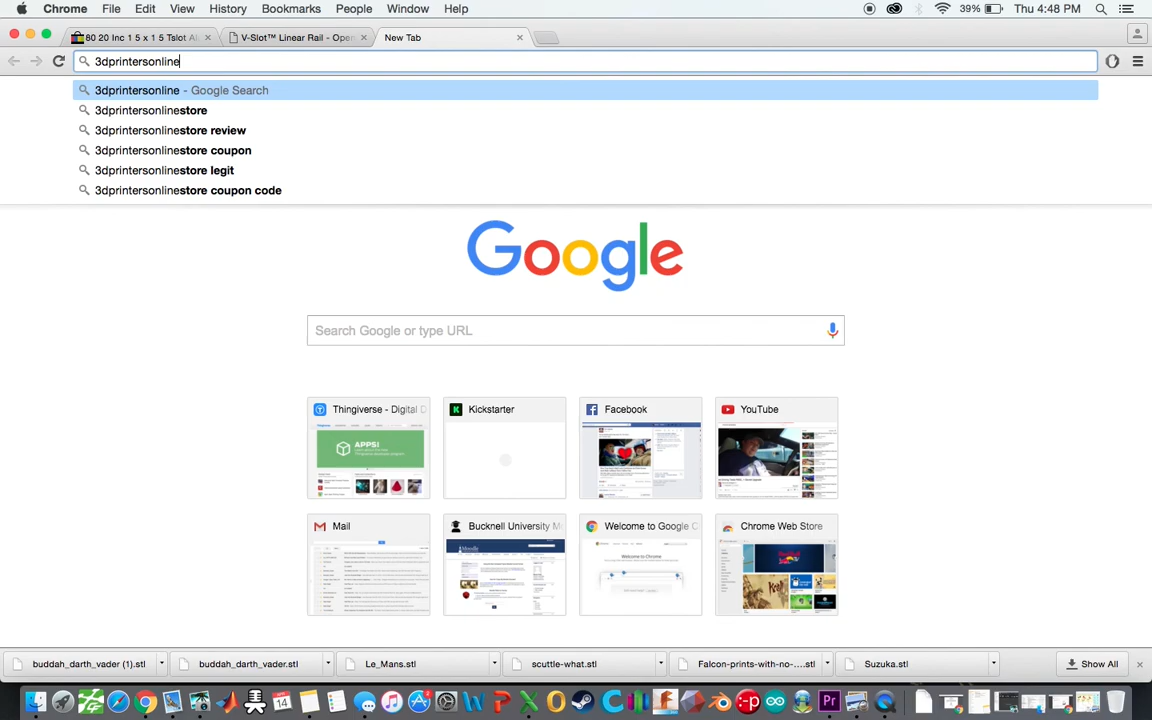 Chrome File Edit View History Bookmarks People Window Help 39% Thu 4:48 PM
80 20 Inc 1 5 x 1 5 Tslot Al V-Slot™ Linear Rail - Open New Tab
3dprintersonline
3dprintersonline - Google Search
3dprintersonlinestore
3dprintersonlinestore review
3dprintersonlinestore coupon
3dprintersonlinestore legit
3dprintersonlinestore coupon code
Google
Search Google or type URL
Thingiverse - Digital D Kickstarter Facebook YouTube
APPS!
Mail Bucknell University M Welcome to Google C Chrome Web Store
buddah_darth_vader (1).stl buddah_darth_vader.stl Le_Mans.stl scuttle-what.stl Falcon-prints-with-no-....stl Suzuka.stl Show All